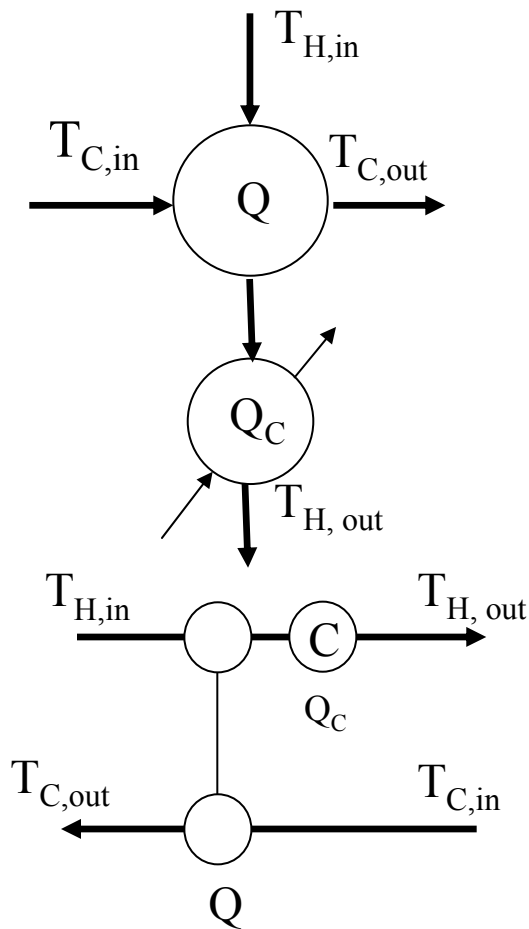 T_H,in
T_C,in
T_C,out
Q
Q_C
T_H, out
T_H,in
T_H, out
C
Q_C
T_C,out
T_C,in
Q